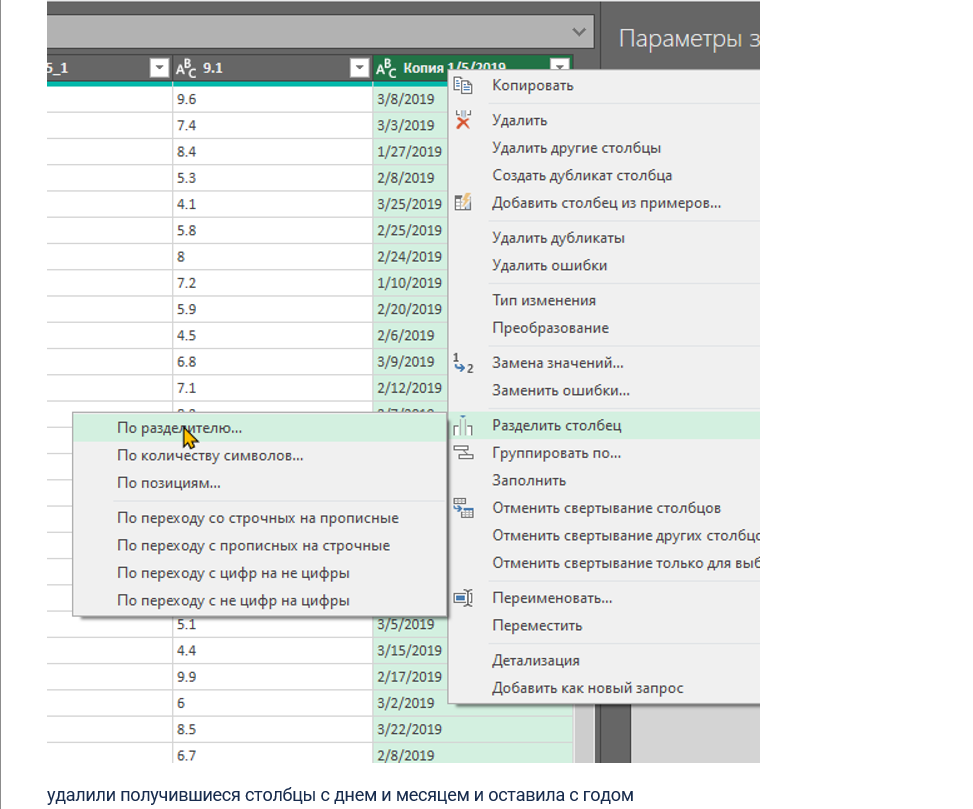 Параметры з
5_1
ABC 9.1
ABC Копия 1/5/2019
9.6 3/8/2019
7.4 3/3/2019
8.4 1/27/2019
5.3 2/8/2019
4.1 3/25/2019
5.8 2/25/2019
8 2/24/2019
7.2 1/10/2019
5.9 2/20/2019
4.5 2/6/2019
6.8 3/9/2019
7.1 2/12/2019
5.1 3/5/2019
4.4 3/15/2019
9.9 2/17/2019
6 3/2/2019
8.5 3/22/2019
6.7 2/8/2019
Копировать
Удалить
Удалить другие столбцы
Создать дубликат столбца
Добавить столбец из примеров...
Удалить дубликаты
Удалить ошибки
Тип изменения
Преобразование
1 2 Замена значений...
Заменить ошибки...
Разделить столбец
Группировать по...
Заполнить
Отменить свертывание столбцов
Отменить свертывание других столбцо
Отменить свертывание только для выб
Переименовать...
Переместить
Детализация
Добавить как новый запрос
По разделителю...
По количеству символов...
По позициям...
По переходу со строчных на прописные
По переходу с прописных на строчные
По переходу с цифр на не цифры
По переходу с не цифр на цифры
удалили получившиеся столбцы с днем и месяцем и оставила с годом